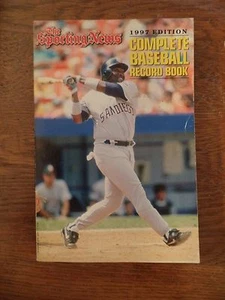 The
Sporting News
1997 EDITION
COMPLETE
BASEBALL
RECORD BOOK
SAN DIEGO